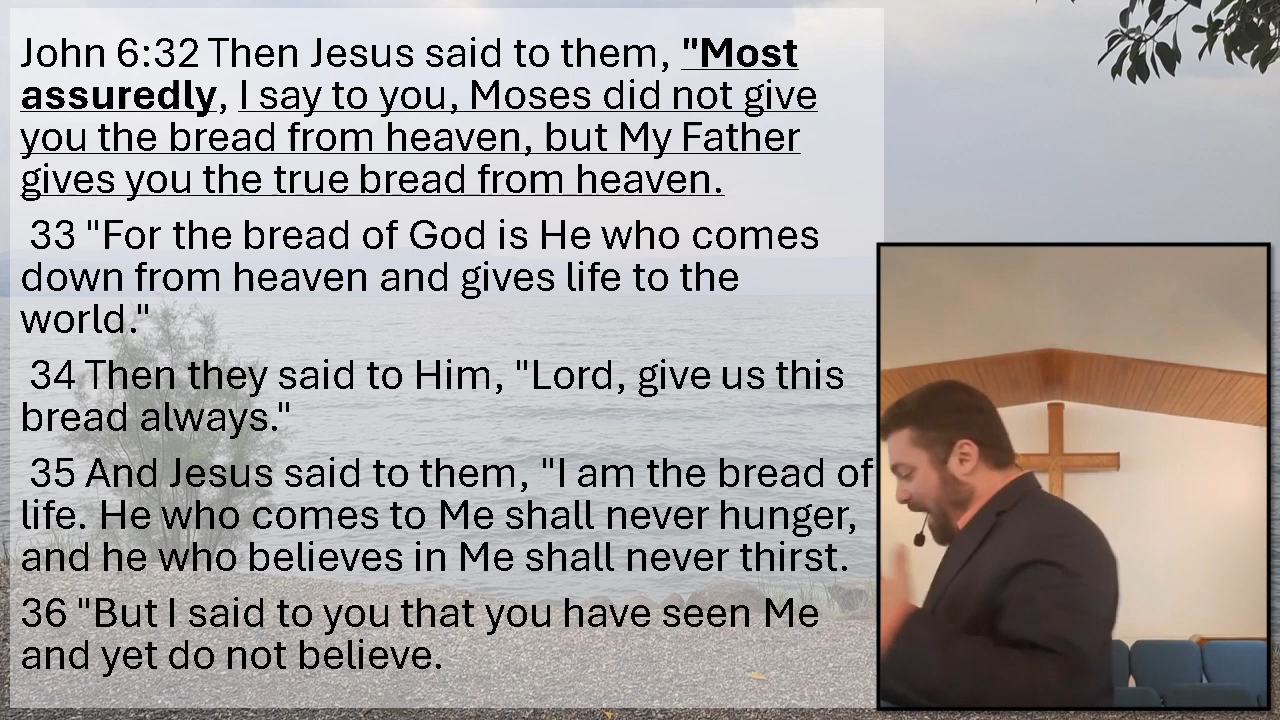 John 6:32 Then Jesus said to them, "Most
assuredly, I say to you, Moses did not give
you the bread from heaven, but My Father
gives you the true bread from heaven.
33 "For the bread of God is He who comes
down from heaven and gives life to the
world."
34 Then they said to Him, "Lord, give us this
bread always."
35 And Jesus said to them, "I am the bread of
life. He who comes to Me shall never hunger,
and he who believes in Me shall never thirst.
36 "But I said to you that you have seen Me
and yet do not believe.